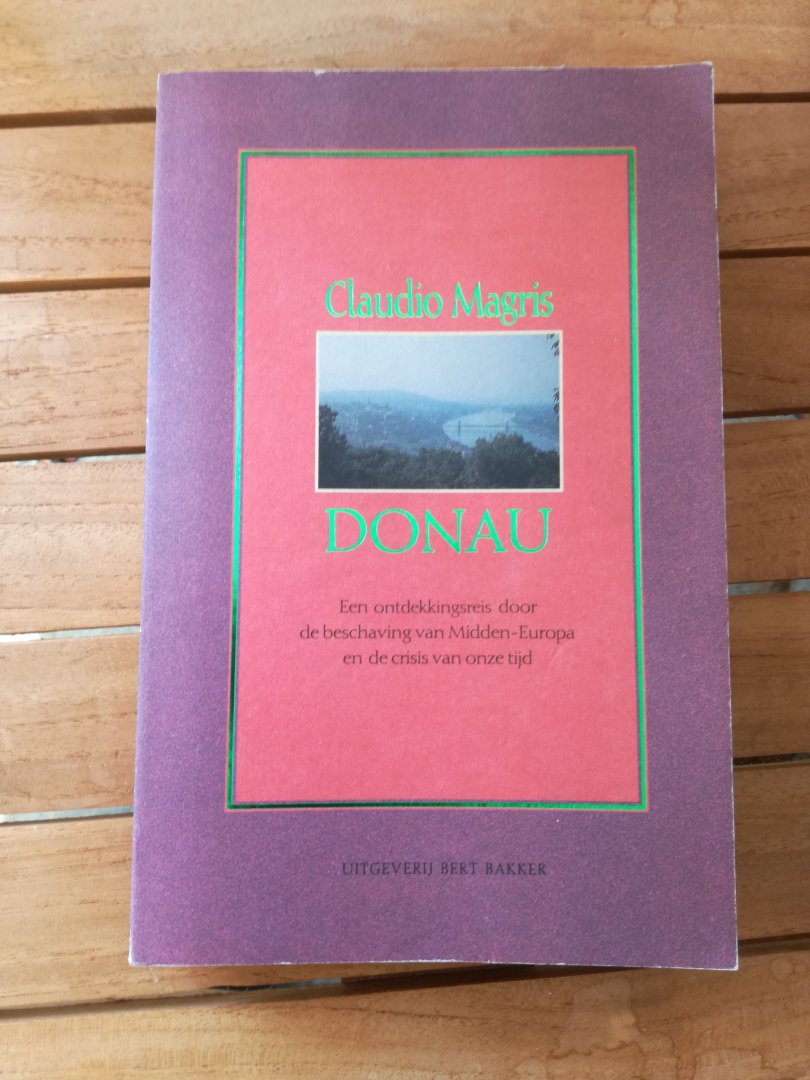 Claudio Magris
DONAU
Een ontdekkingsreis door
de beschaving van Midden-Europa
en de crisis van onze tijd
UITGEVERIJ BERT BAKKER